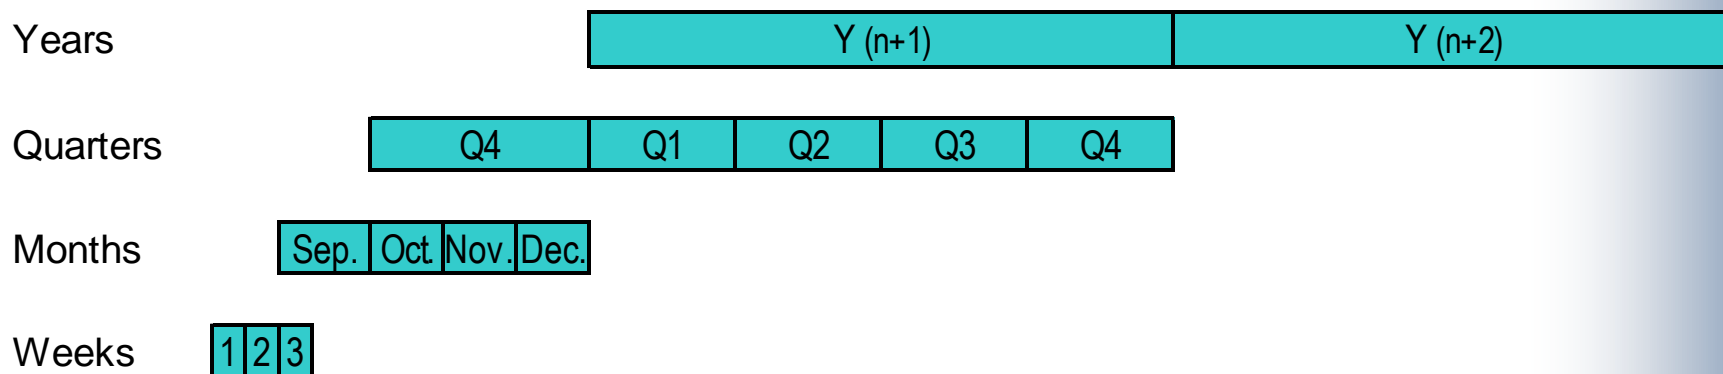 Years Y (n+1) Y (n+2)
Quarters Q4 Q1 Q2 Q3 Q4
Months Sep. Oct. Nov. Dec.
Weeks 1 2 3